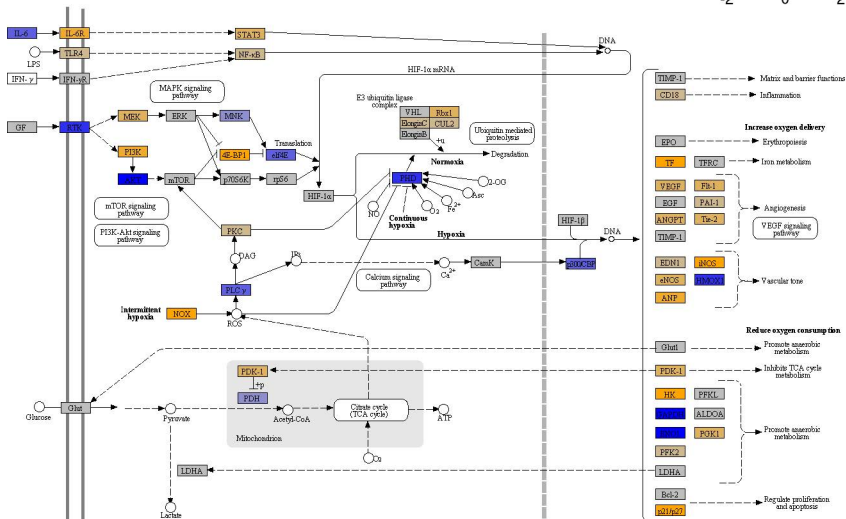 -2 0 2
IL-6
IL-6R
STAT3
DNA
LPS
TLR4
NF-κB
IFN-γ
IFN-γR
HIF-1α mRNA
TIMP-1
Matrix and barrier functions
CD18
Inflammation
MAPK signaling
pathway
E3 ubiquitin ligase
complex
VHL
Rbx1
ElonginC
CUL2
ElonginB
+u
Ubiquitin mediated
proteolysis
Increase oxygen delivery
GF
RTK
MEK
ERK
MNK
Translation
EPO
Erythropoiesis
PI3K
4E-BP1
eIF4E
Degradation
Normoxia
TF
TFRC
Iron metabolism
mTOR
p70S6K
rpS6
PHD
2-OG
Asc
Fe2+
O2
NO
HIF-1α
VEGF
Flt-1
EGF
PAI-1
Angiogenesis
ANGPT
Tie-2
TIMP-1
VEGF signaling
pathway
mTOR signaling
pathway
PI3K-Akt signaling
pathway
Continuous
hypoxia
Hypoxia
HIF-1β
DNA
PKC
DAG
IP3
Ca2+
CamK
p300CBP
Calcium signaling
pathway
EDN1
iNOS
eNOS
HMOX1
Vascular tone
ANP
PLCγ
Intermittent
hypoxia
NOX
ROS
Reduce oxygen consumption
Glut1
Promote anaerobic
metabolism
PDK-1
+p
PDH
PDK-1
Inhibits TCA cycle
metabolism
HK
PFKL
ALDOA
PGK1
Promote anaerobic
metabolism
PFK2
LDHA
Glucose
Glut
Pyruvate
Acetyl-CoA
Citrate cycle
(TCA cycle)
ATP
Mitochondrion
O2
LDHA
Lactate
Bcl-2
Regulate proliferation
and apoptosis
p21/p27